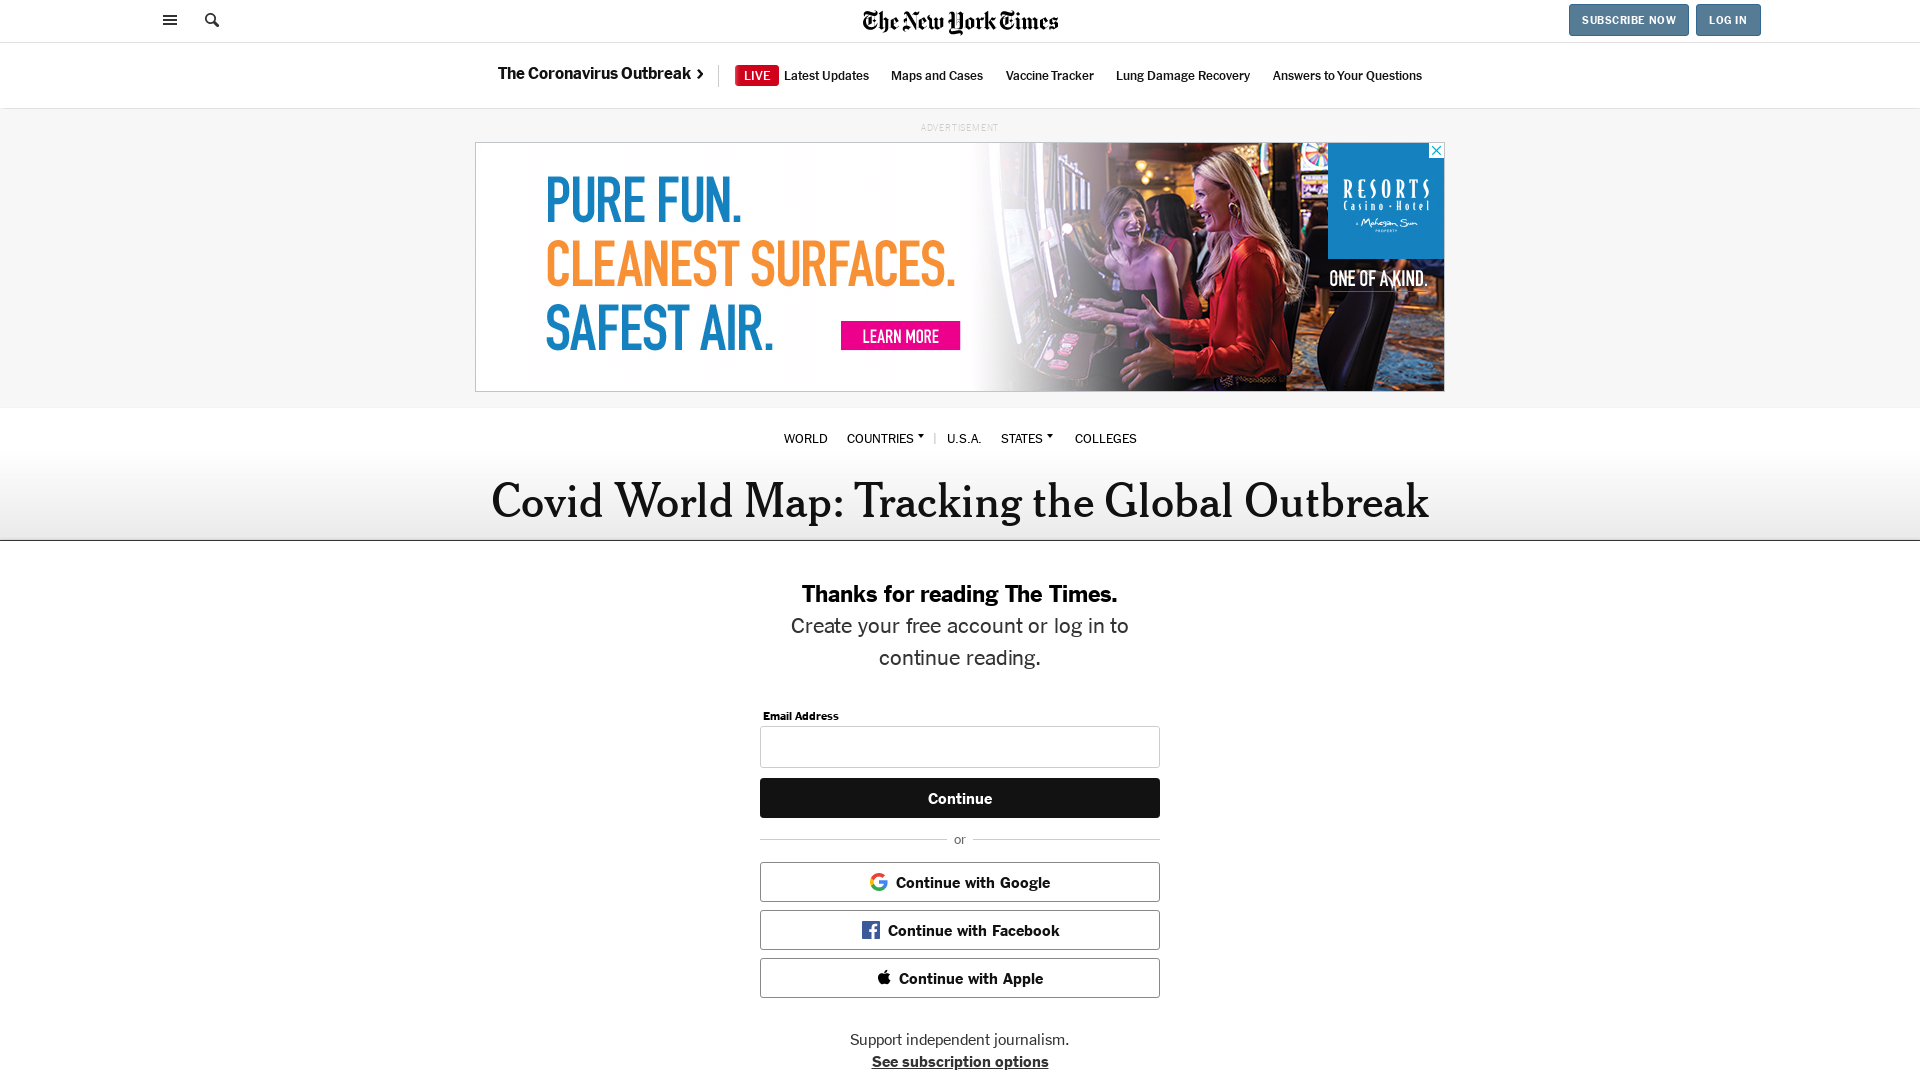 The New York Times
SUBSCRIBE NOW
LOG IN
The Coronavirus Outbreak
LIVE Latest Updates
Maps and Cases
Vaccine Tracker
Lung Damage Recovery
Answers to Your Questions
ADVERTISEMENT
PURE FUN.
CLEANEST SURFACES.
SAFEST AIR.
LEARN MORE
RESORTS
Casino • Hotel
a Mohegan Sun
PROPERTY
ONE OF A KIND.
WORLD
COUNTRIES
U.S.A.
STATES
COLLEGES
Covid World Map: Tracking the Global Outbreak
Thanks for reading The Times.
Create your free account or log in to
continue reading.
Email Address
Continue
or
Continue with Google
Continue with Facebook
Continue with Apple
Support independent journalism.
See subscription options